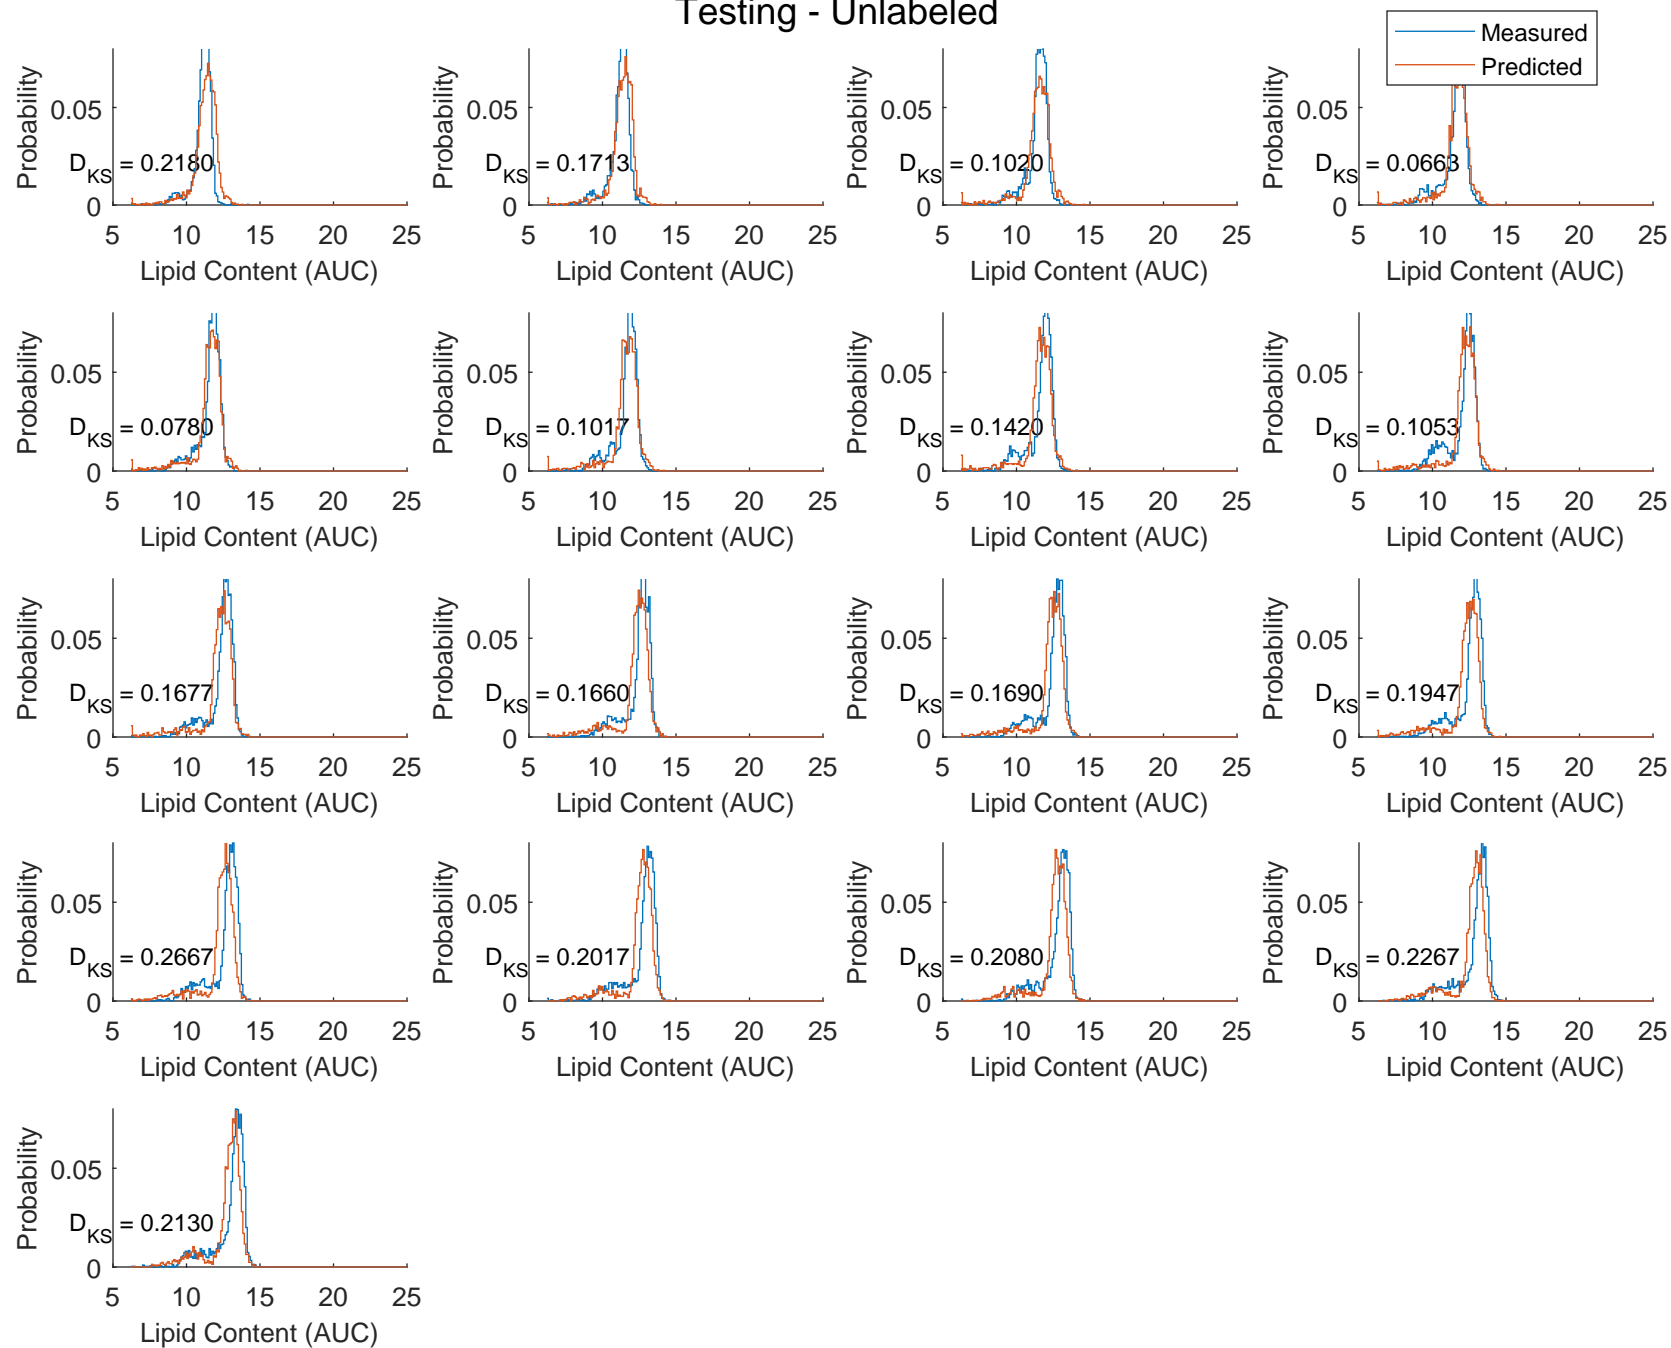 Testing - Unlabeled
Measured
Predicted
Probability
0.05
0
D_KS = 0.2180
5 10 15 20 25
Lipid Content (AUC)
Probability
0.05
0
D_KS = 0.1713
5 10 15 20 25
Lipid Content (AUC)
Probability
0.05
0
D_KS = 0.1020
5 10 15 20 25
Lipid Content (AUC)
Probability
0.05
0
D_KS = 0.0663
5 10 15 20 25
Lipid Content (AUC)
Probability
0.05
0
D_KS = 0.0780
5 10 15 20 25
Lipid Content (AUC)
Probability
0.05
0
D_KS = 0.1017
5 10 15 20 25
Lipid Content (AUC)
Probability
0.05
0
D_KS = 0.1420
5 10 15 20 25
Lipid Content (AUC)
Probability
0.05
0
D_KS = 0.1053
5 10 15 20 25
Lipid Content (AUC)
Probability
0.05
0
D_KS = 0.1677
5 10 15 20 25
Lipid Content (AUC)
Probability
0.05
0
D_KS = 0.1660
5 10 15 20 25
Lipid Content (AUC)
Probability
0.05
0
D_KS = 0.1690
5 10 15 20 25
Lipid Content (AUC)
Probability
0.05
0
D_KS = 0.1947
5 10 15 20 25
Lipid Content (AUC)
Probability
0.05
0
D_KS = 0.2667
5 10 15 20 25
Lipid Content (AUC)
Probability
0.05
0
D_KS = 0.2017
5 10 15 20 25
Lipid Content (AUC)
Probability
0.05
0
D_KS = 0.2080
5 10 15 20 25
Lipid Content (AUC)
Probability
0.05
0
D_KS = 0.2267
5 10 15 20 25
Lipid Content (AUC)
Probability
0.05
0
D_KS = 0.2130
5 10 15 20 25
Lipid Content (AUC)